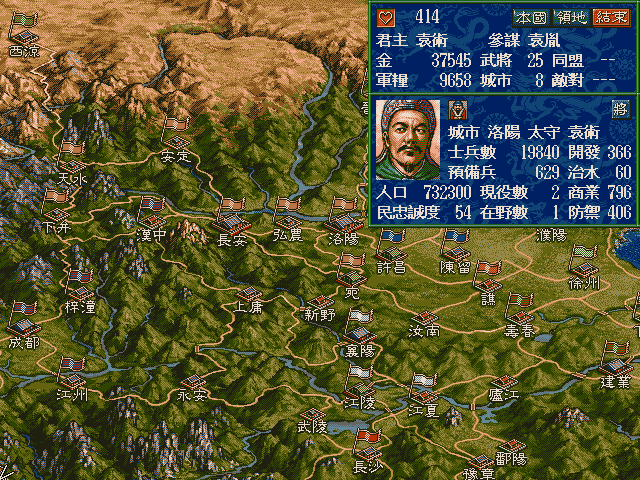 414 本國 領地 結束
君主 袁術 參謀 袁胤
金 37545 武將 25 同盟 ---
軍糧 9658 城市 8 敵對 ---
將
城市 洛陽 太守 袁術
士兵數 19840 開發 366
預備兵 629 治水 60
人口 732300 現役數 2 商業 796
民忠誠度 54 在野數 1 防禦 406
西涼
安定
天水
下弁
漢中
長安
弘農
洛陽
許昌
陳留
濮陽
徐州
宛
譙
梓潼
上庸
新野
汝南
壽春
成都
襄陽
建業
江州
永安
江陵
江夏
廬江
武陵
長沙
鄱陽
豫章